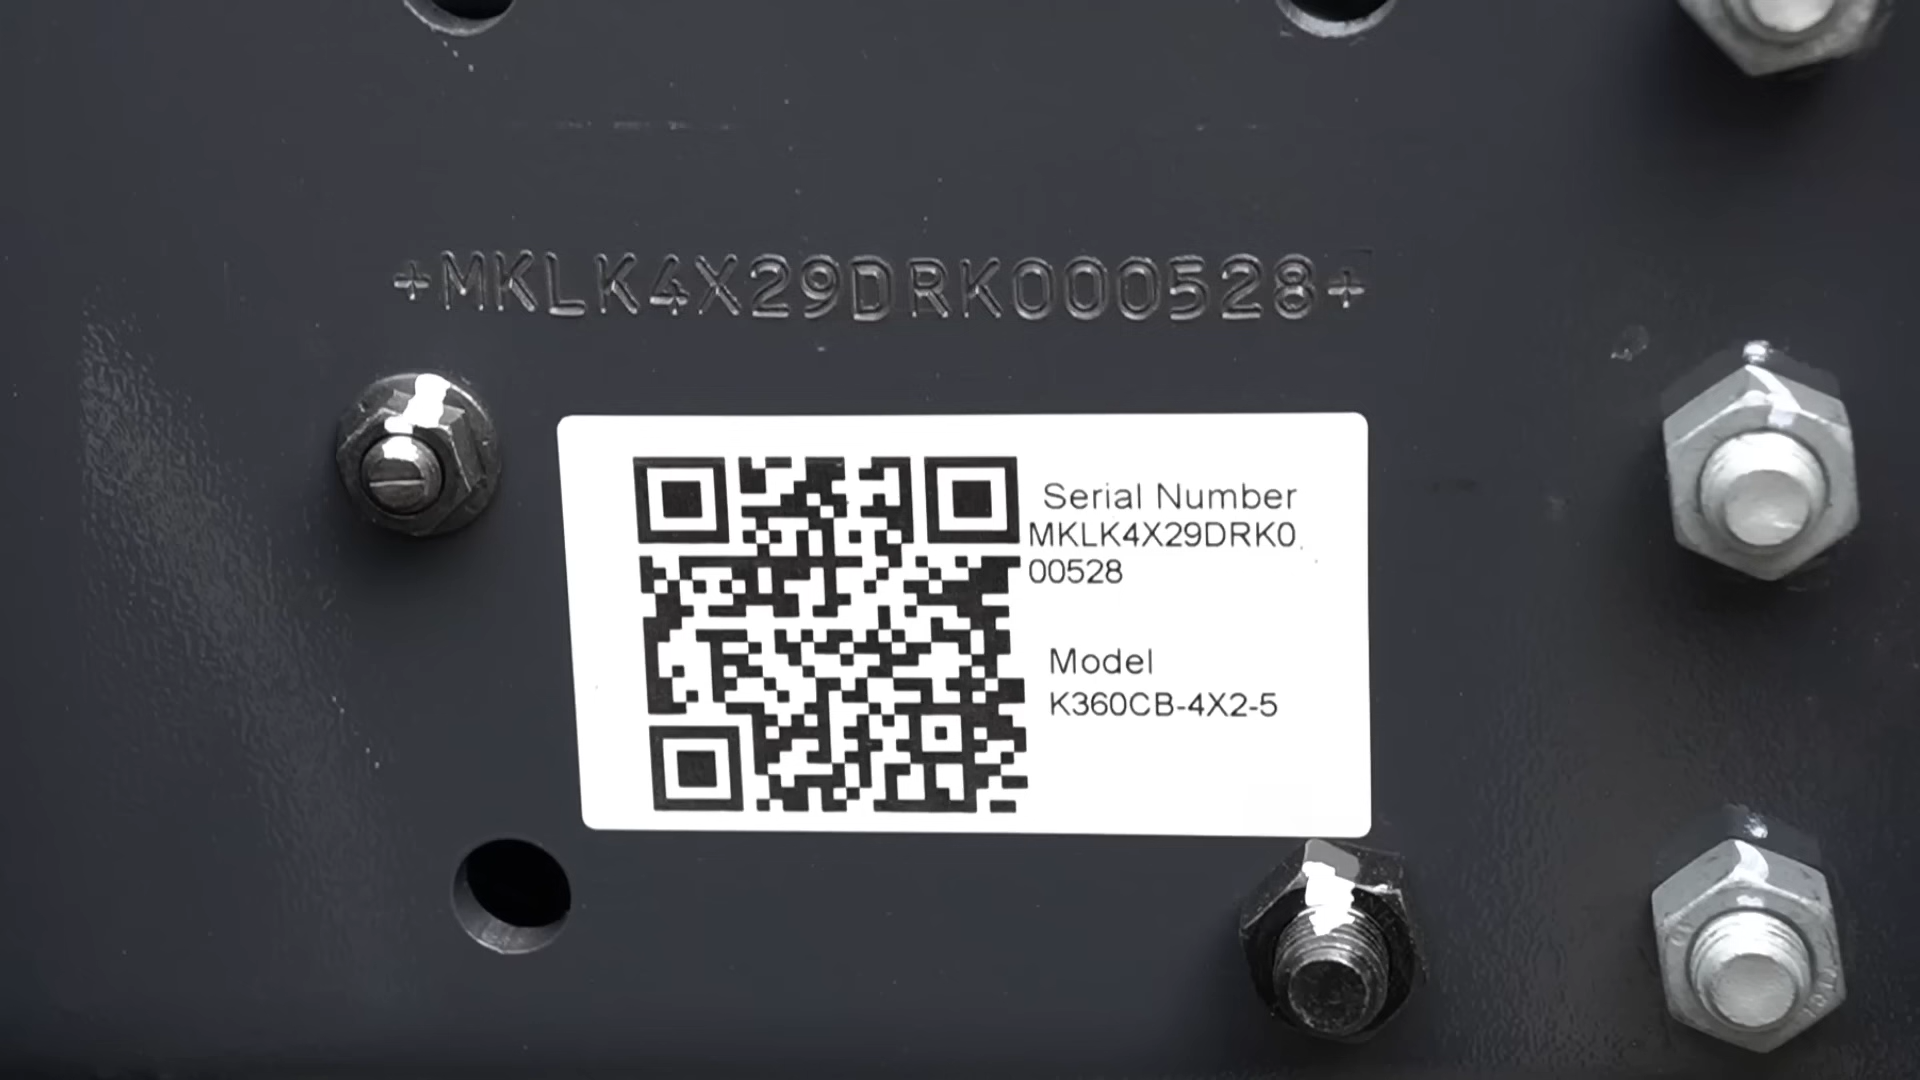 +MKLK4X29DRK000528+
Serial Number
MKLK4X29DRK0
00528
Model
K360CB-4X2-5